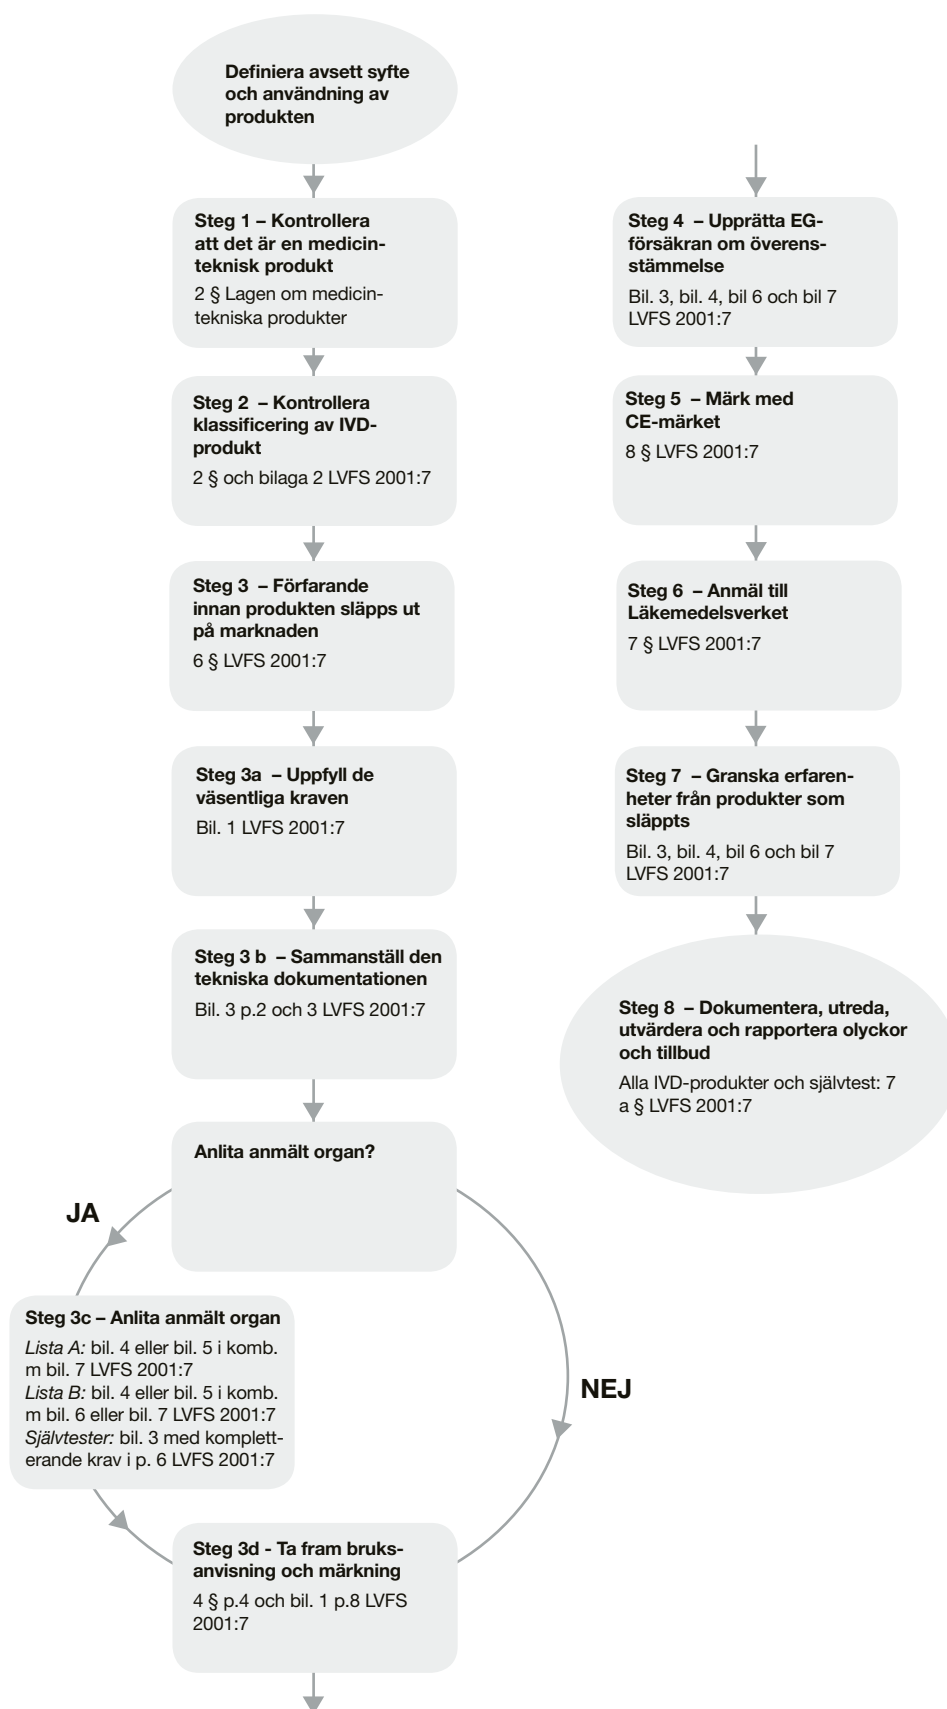 Definiera avsett syfte
och användning av
produkten
Steg 1 – Kontrollera
att det är en medicin-
teknisk produkt
2 § Lagen om medicin-
tekniska produkter
Steg 2 – Kontrollera
klassificering av IVD-
produkt
2 § och bilaga 2 LVFS 2001:7
Steg 3 – Förfarande
innan produkten släpps ut
på marknaden
6 § LVFS 2001:7
Steg 3a – Uppfyll de
väsentliga kraven
Bil. 1 LVFS 2001:7
Steg 3 b – Sammanställ den
tekniska dokumentationen
Bil. 3 p.2 och 3 LVFS 2001:7
Anlita anmält organ?
JA
NEJ
Steg 3c – Anlita anmält organ
Lista A: bil. 4 eller bil. 5 i komb.
m bil. 7 LVFS 2001:7
Lista B: bil. 4 eller bil. 5 i komb.
m bil. 6 eller bil. 7 LVFS 2001:7
Självtester: bil. 3 med komplett-
erande krav i p. 6 LVFS 2001:7
Steg 3d - Ta fram bruks-
anvisning och märkning
4 § p.4 och bil. 1 p.8 LVFS
2001:7
Steg 4 – Upprätta EG-
försäkran om överens-
stämmelse
Bil. 3, bil. 4, bil 6 och bil 7
LVFS 2001:7
Steg 5 – Märk med
CE-märket
8 § LVFS 2001:7
Steg 6 – Anmäl till
Läkemedelsverket
7 § LVFS 2001:7
Steg 7 – Granska erfaren-
heter från produkter som
släppts
Bil. 3, bil. 4, bil 6 och bil 7
LVFS 2001:7
Steg 8 – Dokumentera, utreda,
utvärdera och rapportera olyckor
och tillbud
Alla IVD-produkter och självtest: 7
a § LVFS 2001:7